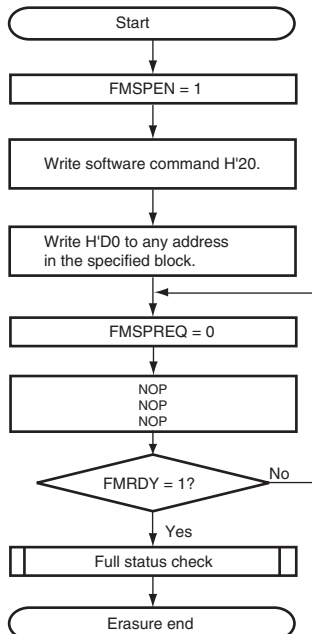 Start
FMSPEN = 1
Write software command H'20.
Write H'D0 to any address
in the specified block.
FMSPREQ = 0
NOP
NOP
NOP
FMRDY = 1?
No
Yes
Full status check
Erasure end